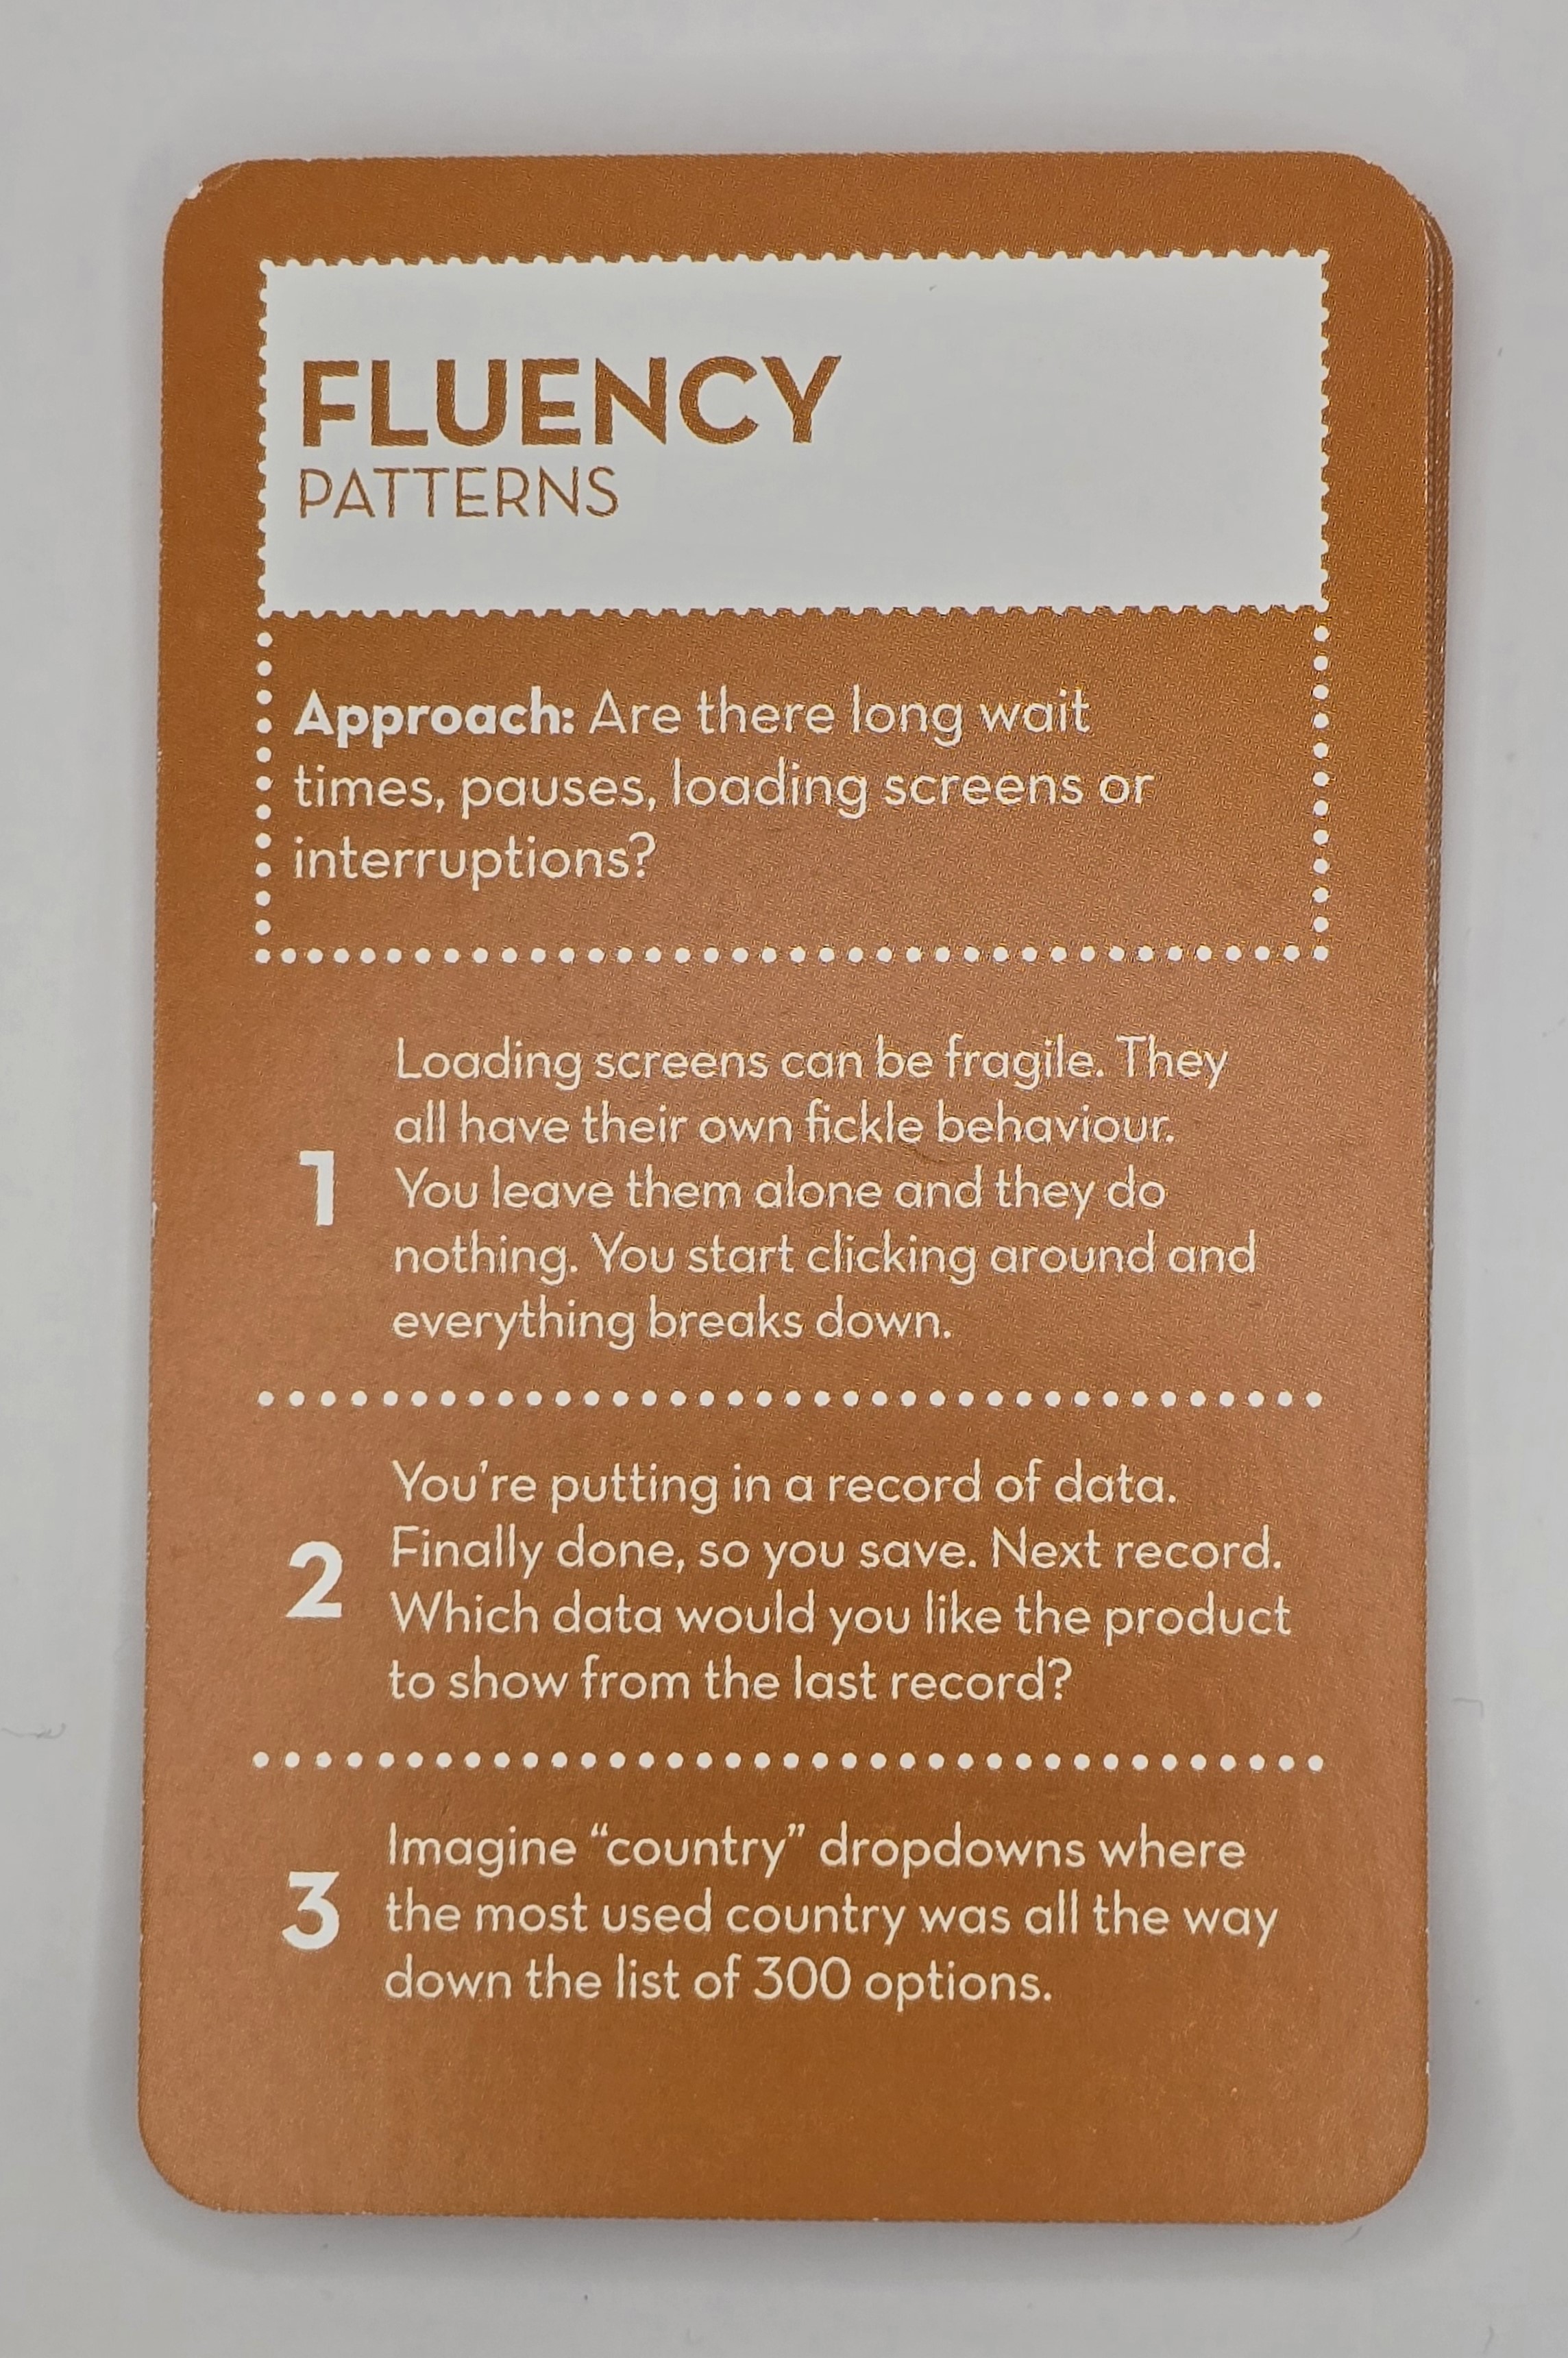 FLUENCY
PATTERNS
Approach: Are there long wait
times, pauses, loading screens or
interruptions?
1
Loading screens can be fragile. They
all have their own fickle behaviour.
You leave them alone and they do
nothing. You start clicking around and
everything breaks down.
2
You’re putting in a record of data.
Finally done, so you save. Next record.
Which data would you like the product
to show from the last record?
3
Imagine “country” dropdowns where
the most used country was all the way
down the list of 300 options.